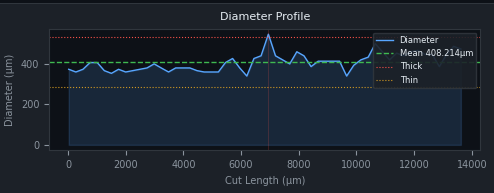 Diameter Profile
Diameter (µm)
400
200
0
Diameter
Mean 408.214µm
Thick
Thin
0 2000 4000 6000 8000 10000 12000 14000
Cut Length (µm)